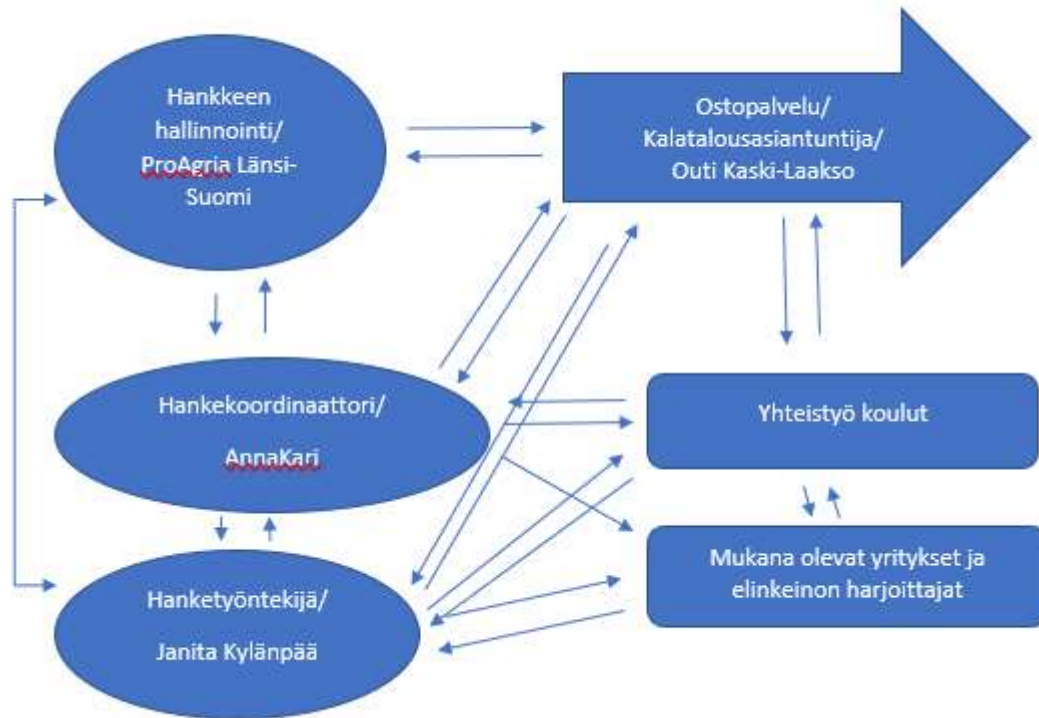 Hankkeen
hallinnointi/
ProAgria Länsi-
Suomi
Ostopalvelu/
Kalatalousasiantuntija/
Outi Kaski-Laakso
Hankekoordinaattori/
AnnaKari
Yhteistyö koulut
Hanketyöntekijä/
Janita Kylänpää
Mukana olevat yritykset ja
elinkeinon harjoittajat